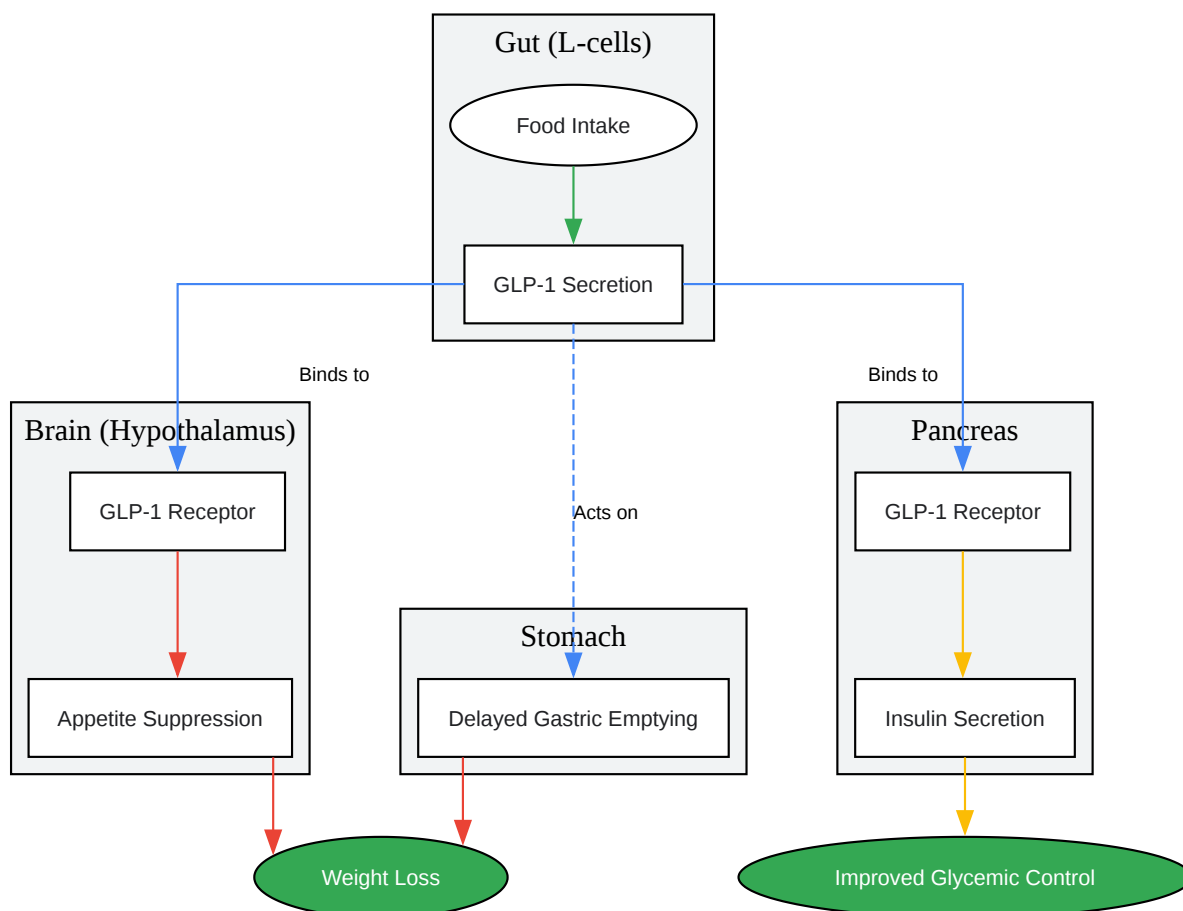 Gut (L-cells)
Food Intake
GLP-1 Secretion
Binds to
Binds to
Brain (Hypothalamus)
Pancreas
GLP-1 Receptor
Acts on
GLP-1 Receptor
Stomach
Appetite Suppression
Delayed Gastric Emptying
Insulin Secretion
Weight Loss
Improved Glycemic Control